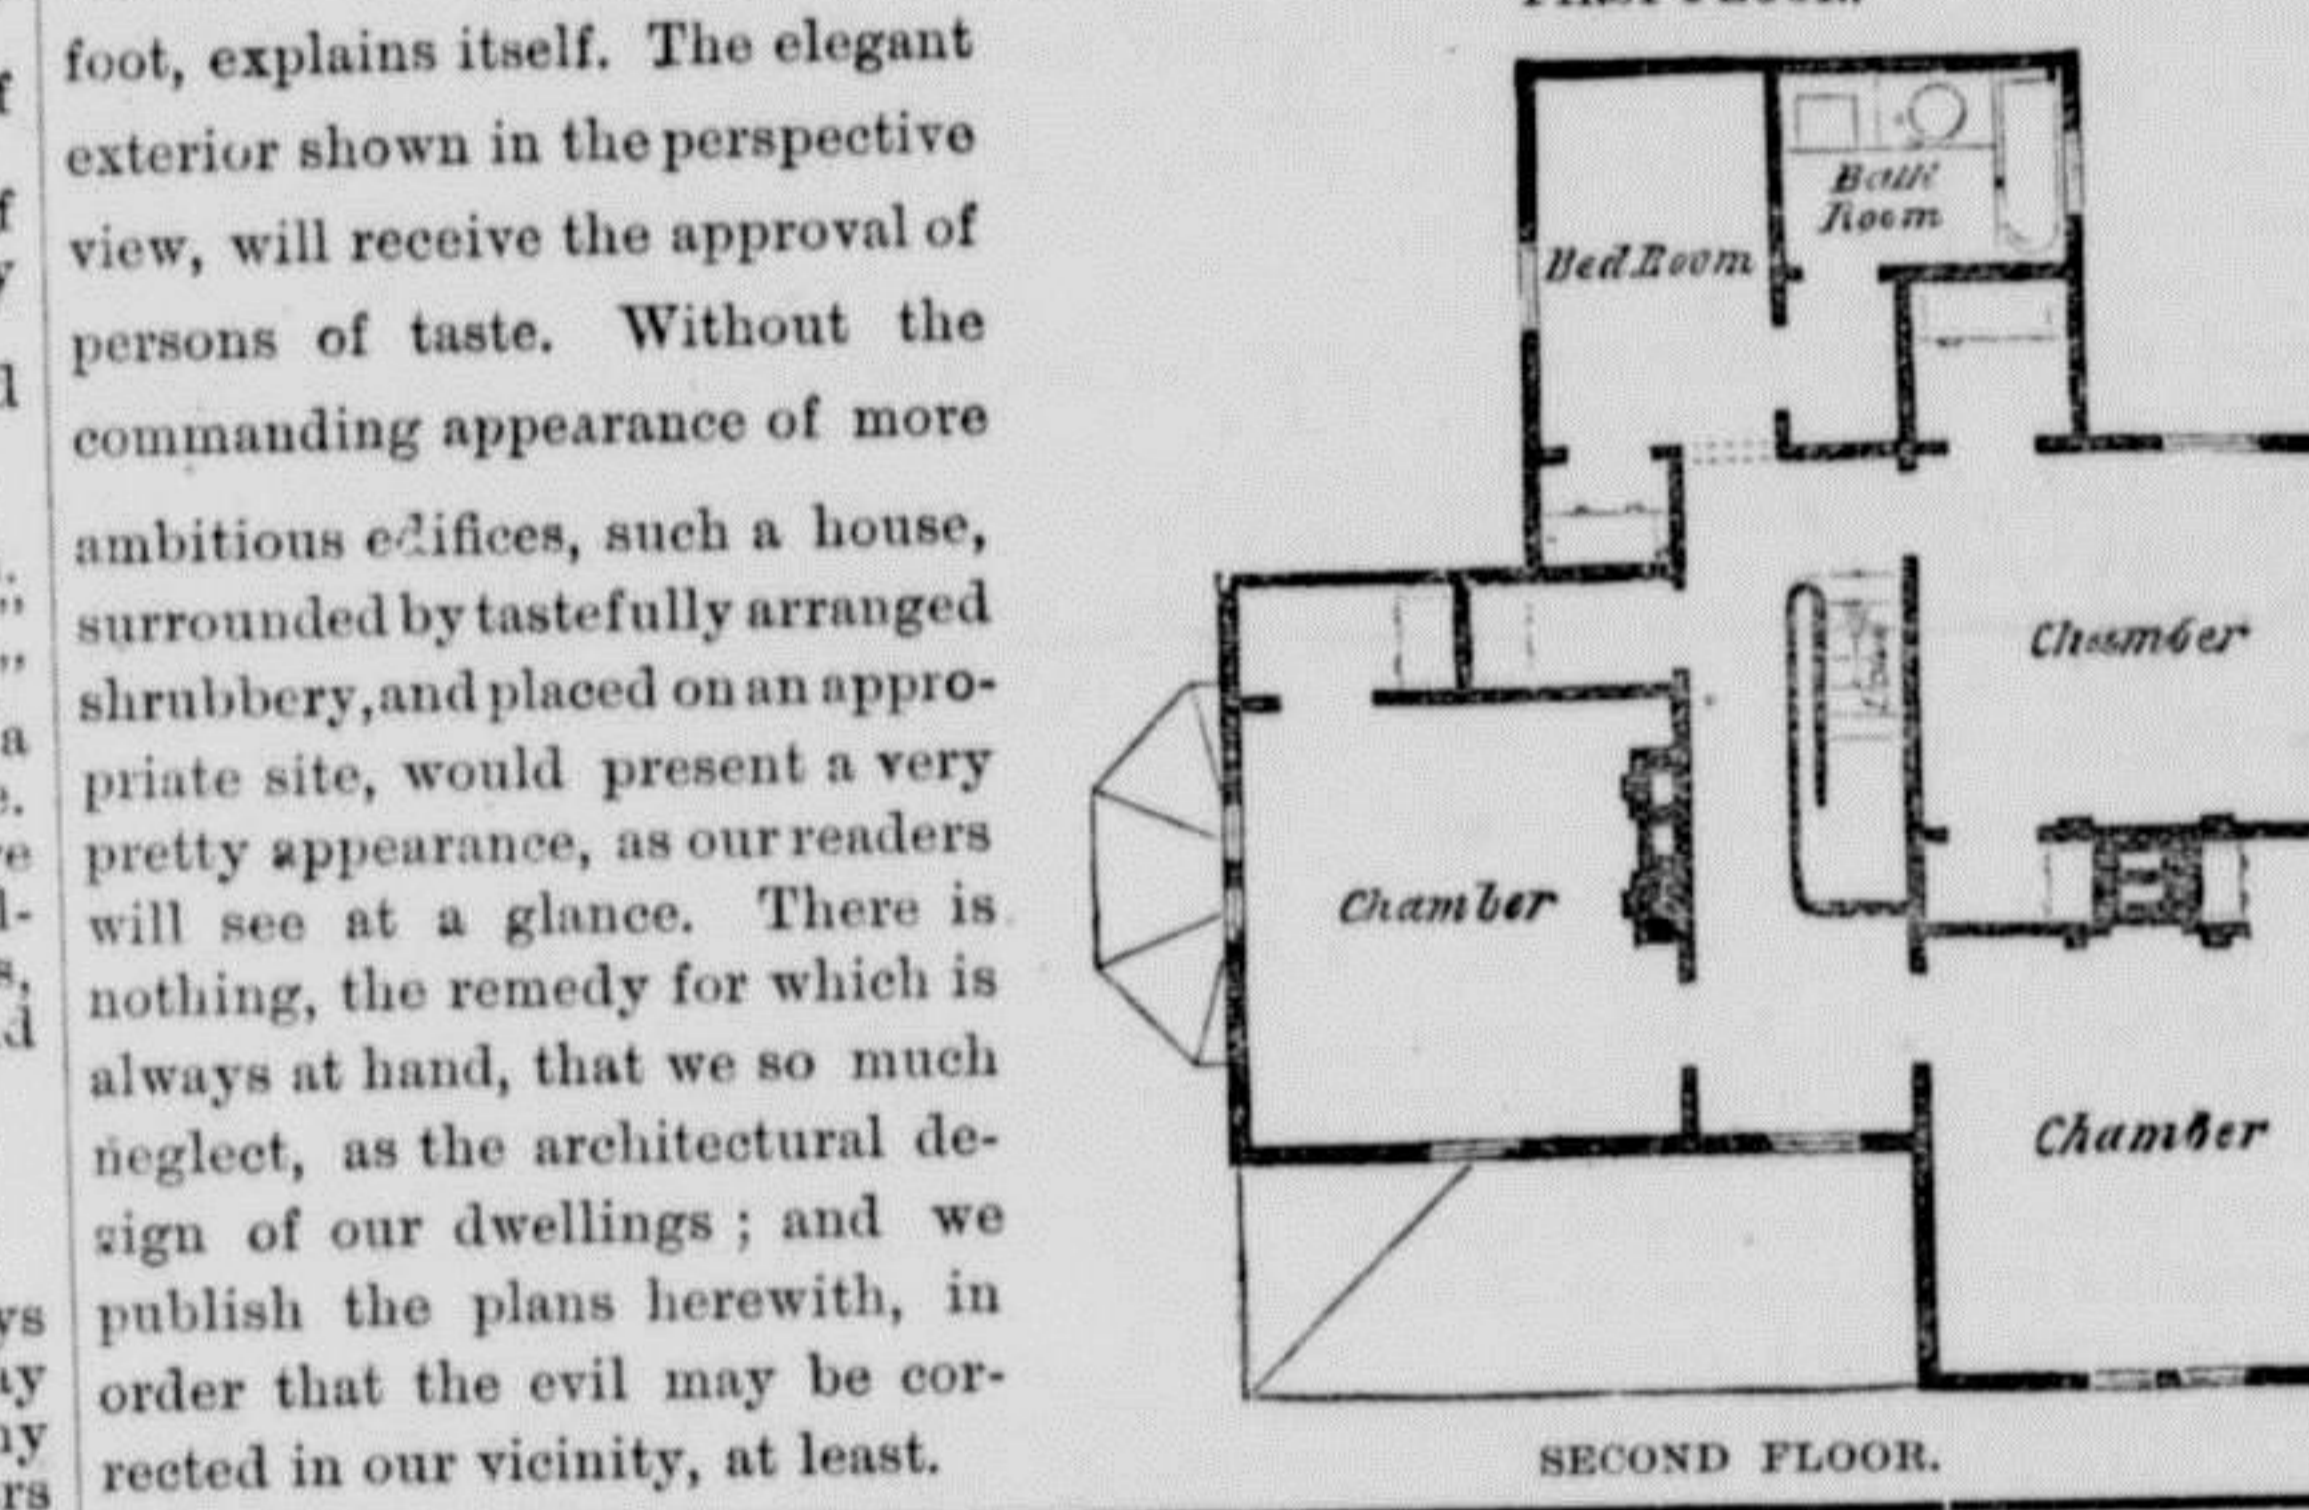 foot, explains itself. The elegant
exterior shown in the perspective
view, will receive the approval of
persons of taste. Without the
commanding appearance of more
ambitious edifices, such a house,
surrounded by tastefully arranged
shrubbery, and placed on an appro-
priate site, would present a very
pretty appearance, as our readers
will see at a glance. There is
nothing, the remedy for which is
always at hand, that we so much
neglect, as the architectural de-
sign of our dwellings ; and we
publish the plans herewith, in
order that the evil may be cor-
rected in our vicinity, at least.
Bath
Room
Bed Room
Chamber
Chamber
Chamber
SECOND FLOOR.